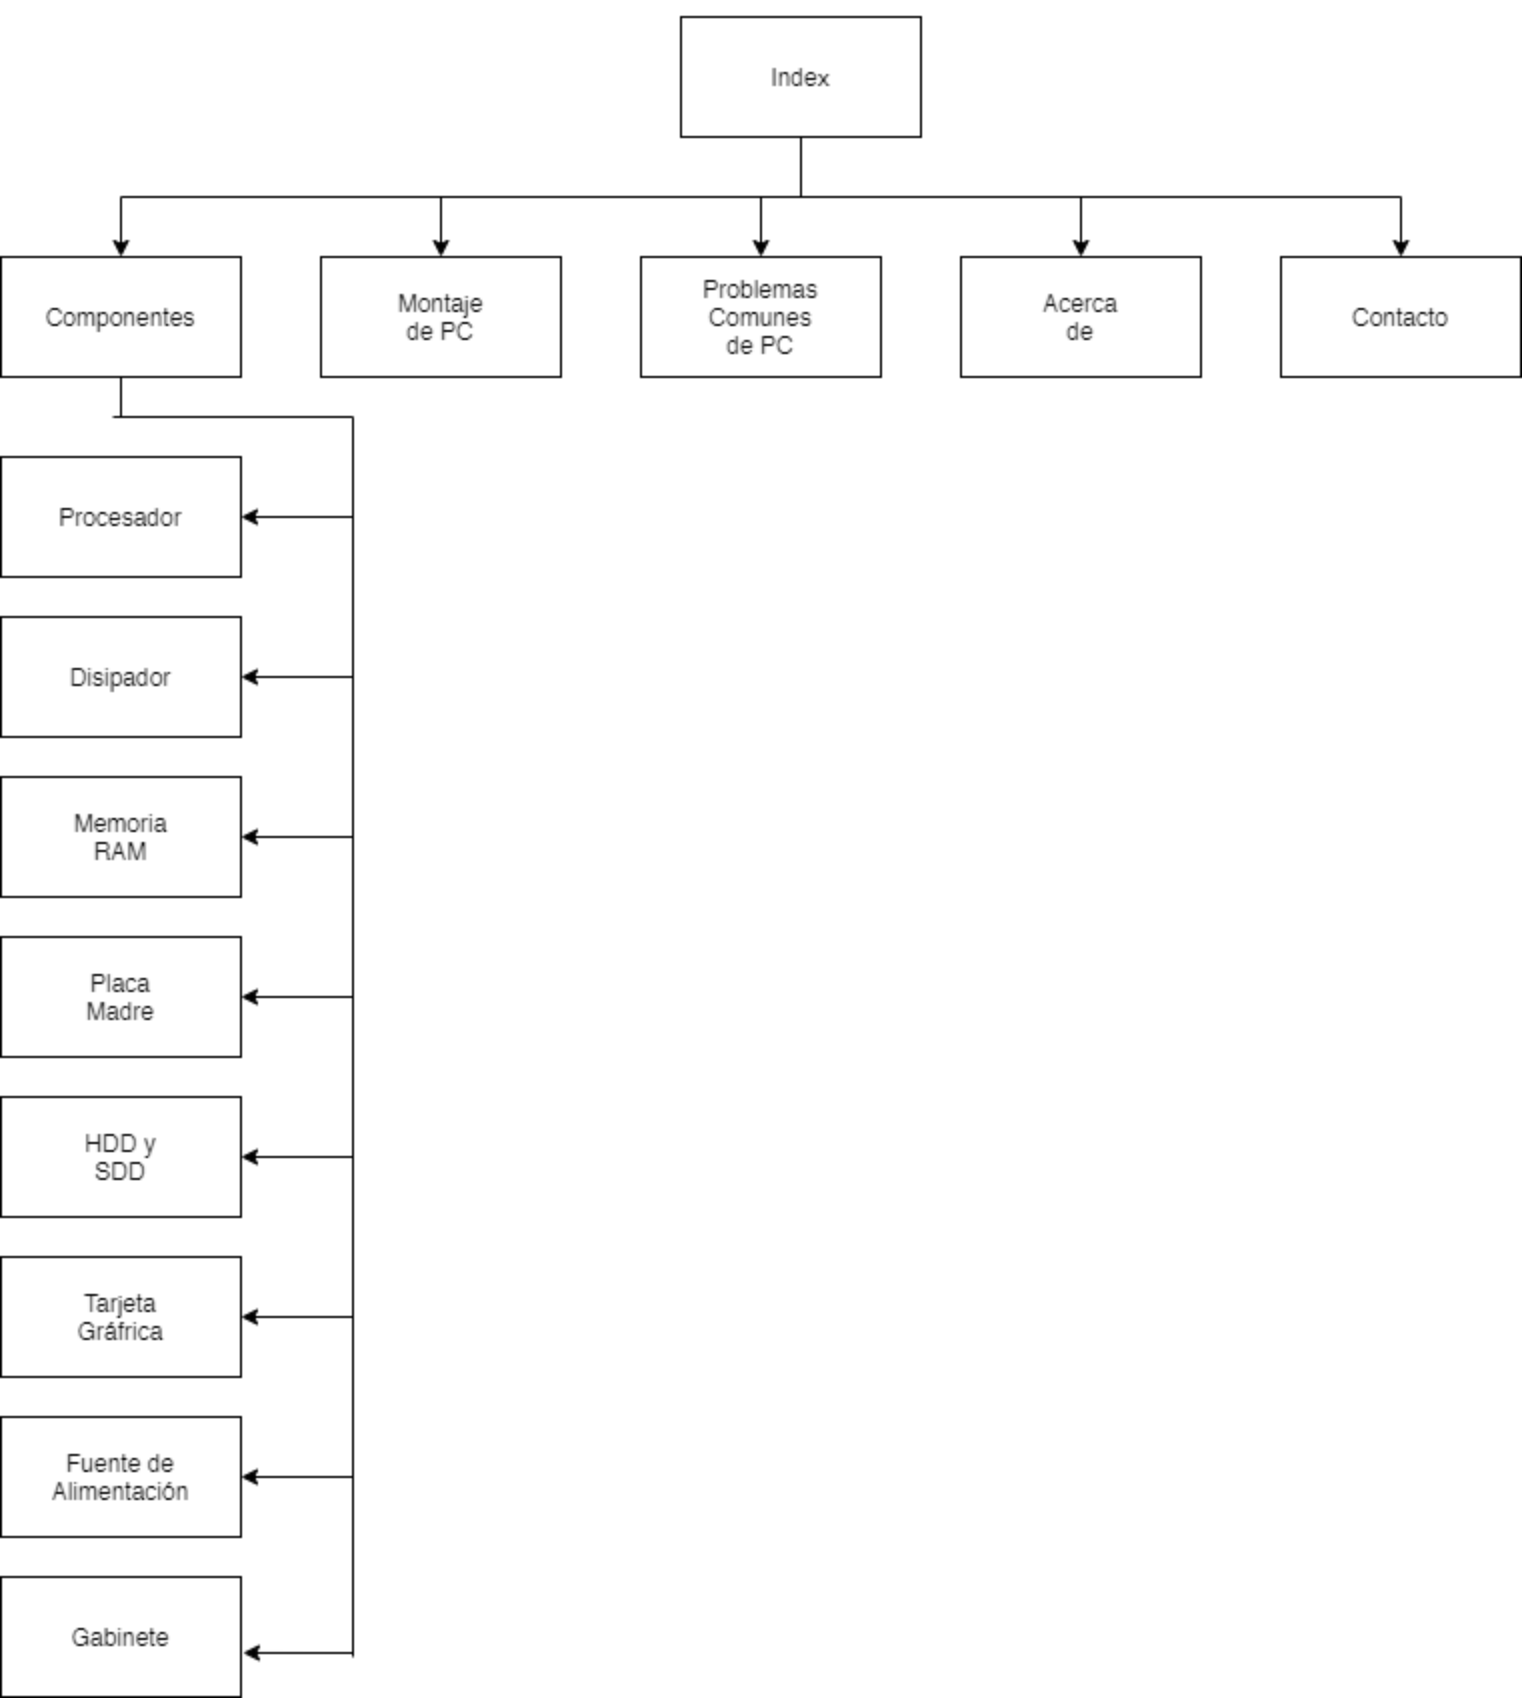 Index
Componentes
Montaje
de PC
Problemas
Comunes
de PC
Acerca
de
Contacto
Procesador
Disipador
Memoria
RAM
Placa
Madre
HDD y
SDD
Tarjeta
Gráfrica
Fuente de
Alimentación
Gabinete